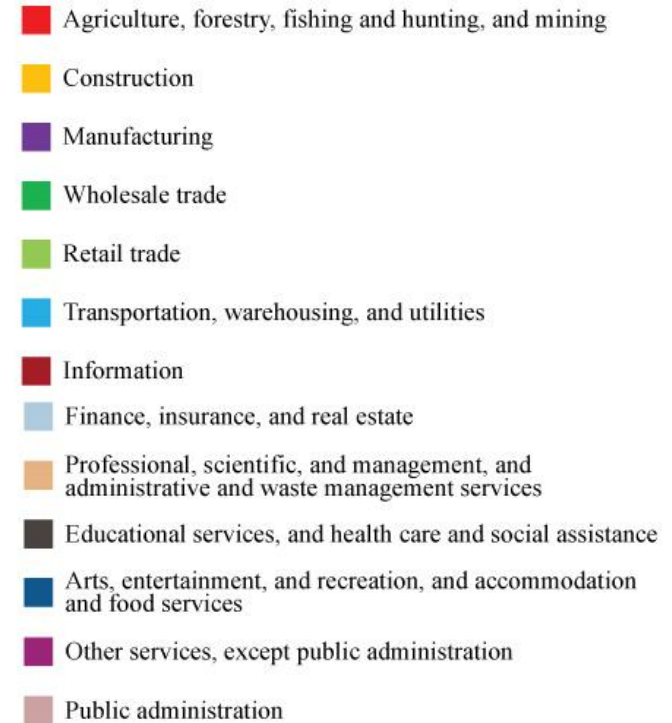 Agriculture, forestry, fishing and hunting, and mining
Construction
Manufacturing
Wholesale trade
Retail trade
Transportation, warehousing, and utilities
Information
Finance, insurance, and real estate
Professional, scientific, and management, and
administrative and waste management services
Educational services, and health care and social assistance
Arts, entertainment, and recreation, and accommodation
and food services
Other services, except public administration
Public administration